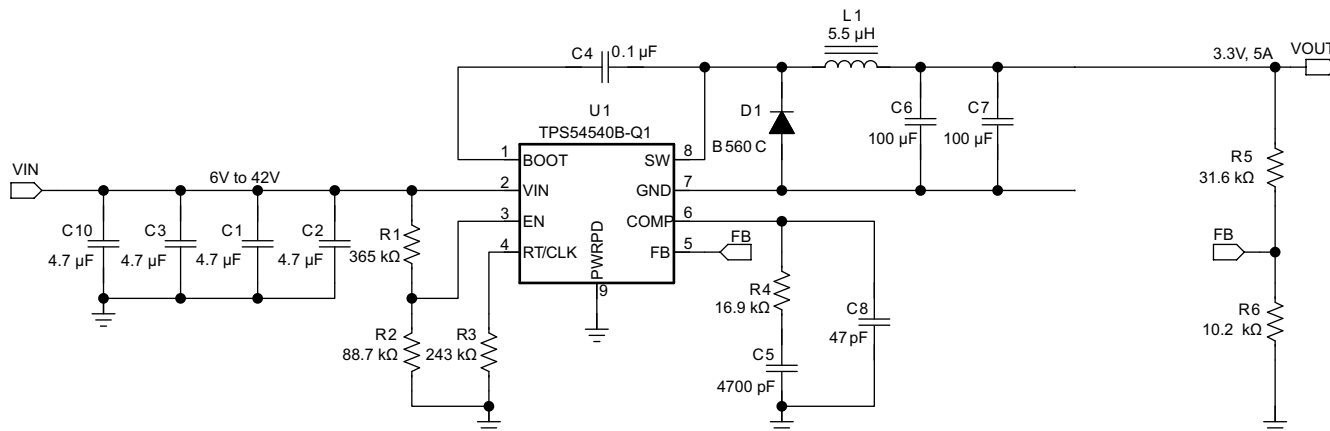 L1
5.5 µH
C4
0.1 µF
3.3V, 5A
VOUT
U1
TPS54540B-Q1
D1
B560C
C6
100 µF
C7
100 µF
1
BOOT
SW
8
VIN
6V to 42V
2
VIN
GND
7
3
EN
COMP
6
4
RT/CLK
FB
5
FB
PWRPD
9
C10
4.7 µF
C3
4.7 µF
C1
4.7 µF
C2
4.7 µF
R1
365 kΩ
R5
31.6 kΩ
FB
R2
88.7 kΩ
R3
243 kΩ
R4
16.9 kΩ
C8
47pF
C5
4700 pF
R6
10.2 kΩ